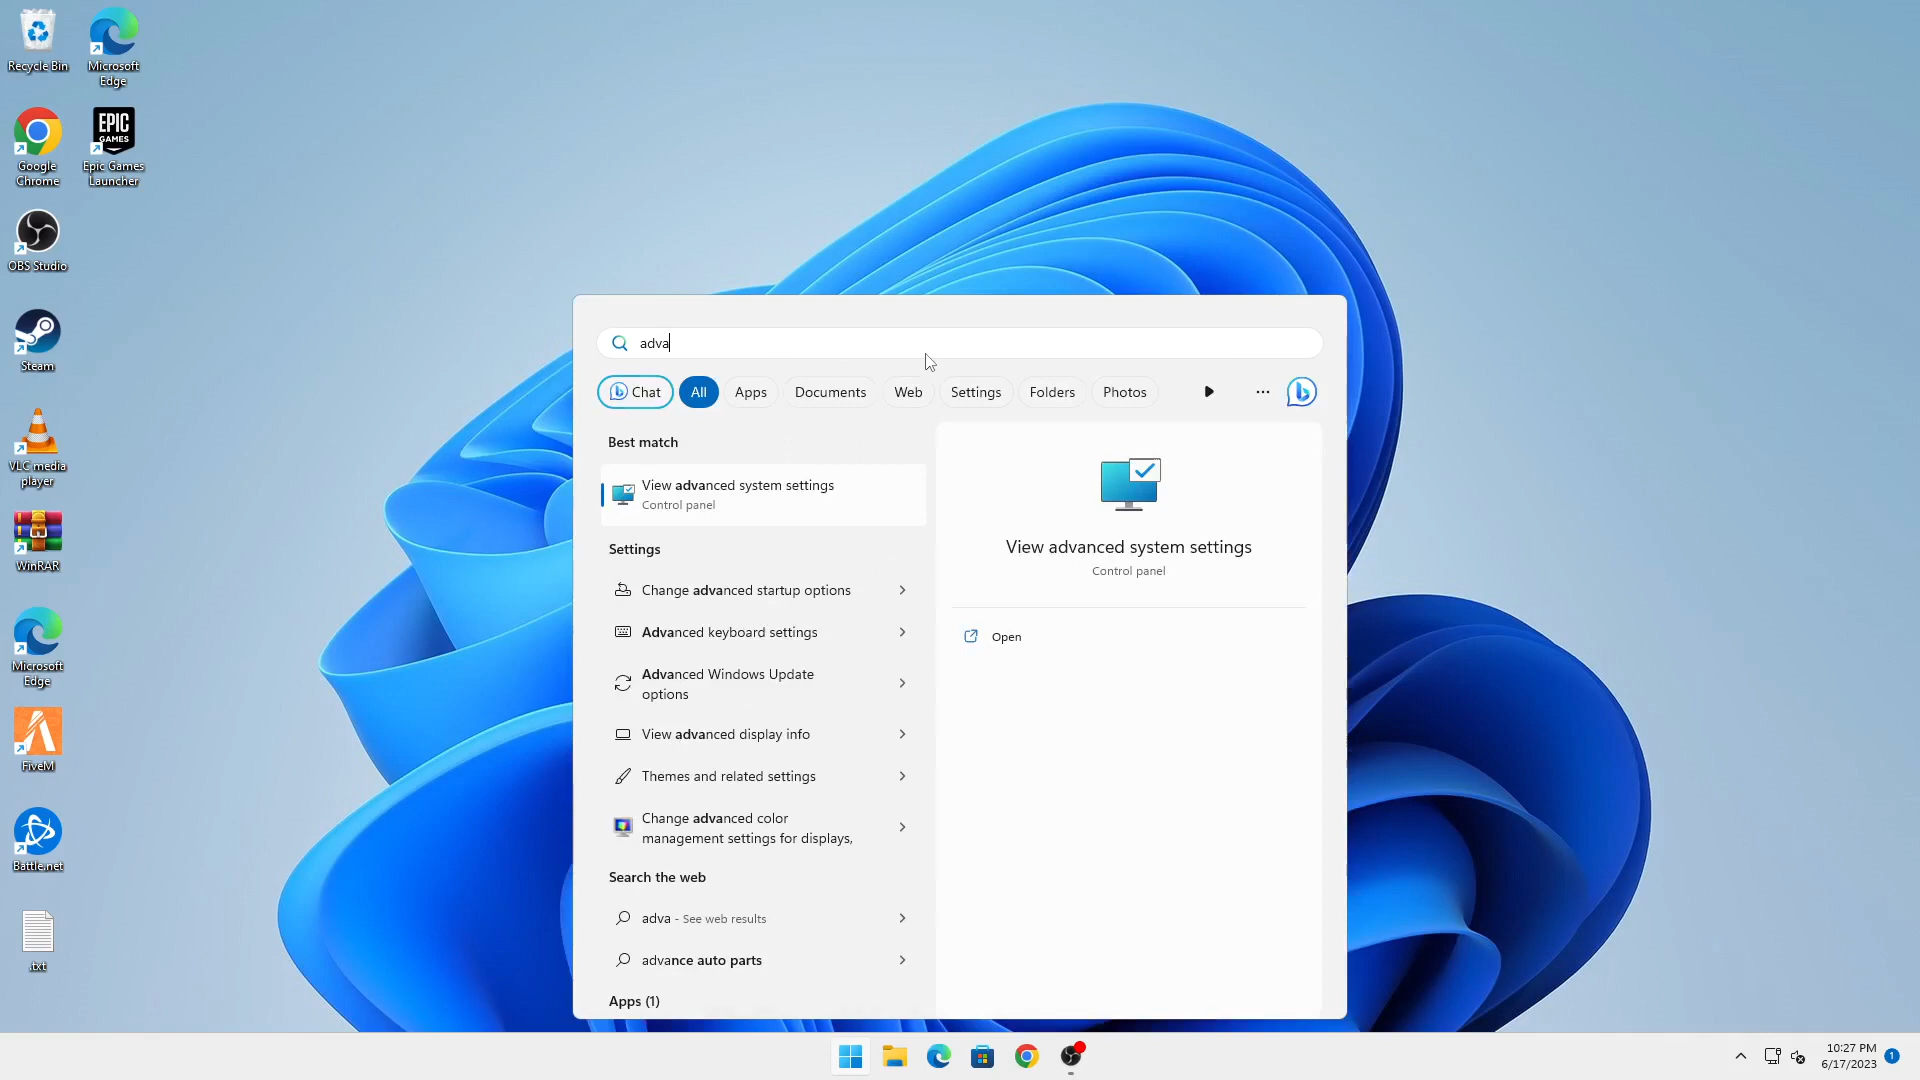 Recycle Bin
Microsoft
Edge
Google
Chrome
EPIC
GAMES
Epic Games
Launcher
OBS Studio
Steam
VLC media
player
WinRAR
Microsoft
Edge
FiveM
Battle.net
.txt
adva
Chat
All
Apps
Documents
Web
Settings
Folders
Photos
Best match
View advanced system settings
Control panel
Settings
Change advanced startup options
Advanced keyboard settings
Advanced Windows Update
options
View advanced display info
Themes and related settings
Change advanced color
management settings for displays,
Search the web
adva - See web results
advance auto parts
Apps (1)
View advanced system settings
Control panel
Open
10:27 PM
6/17/2023
1